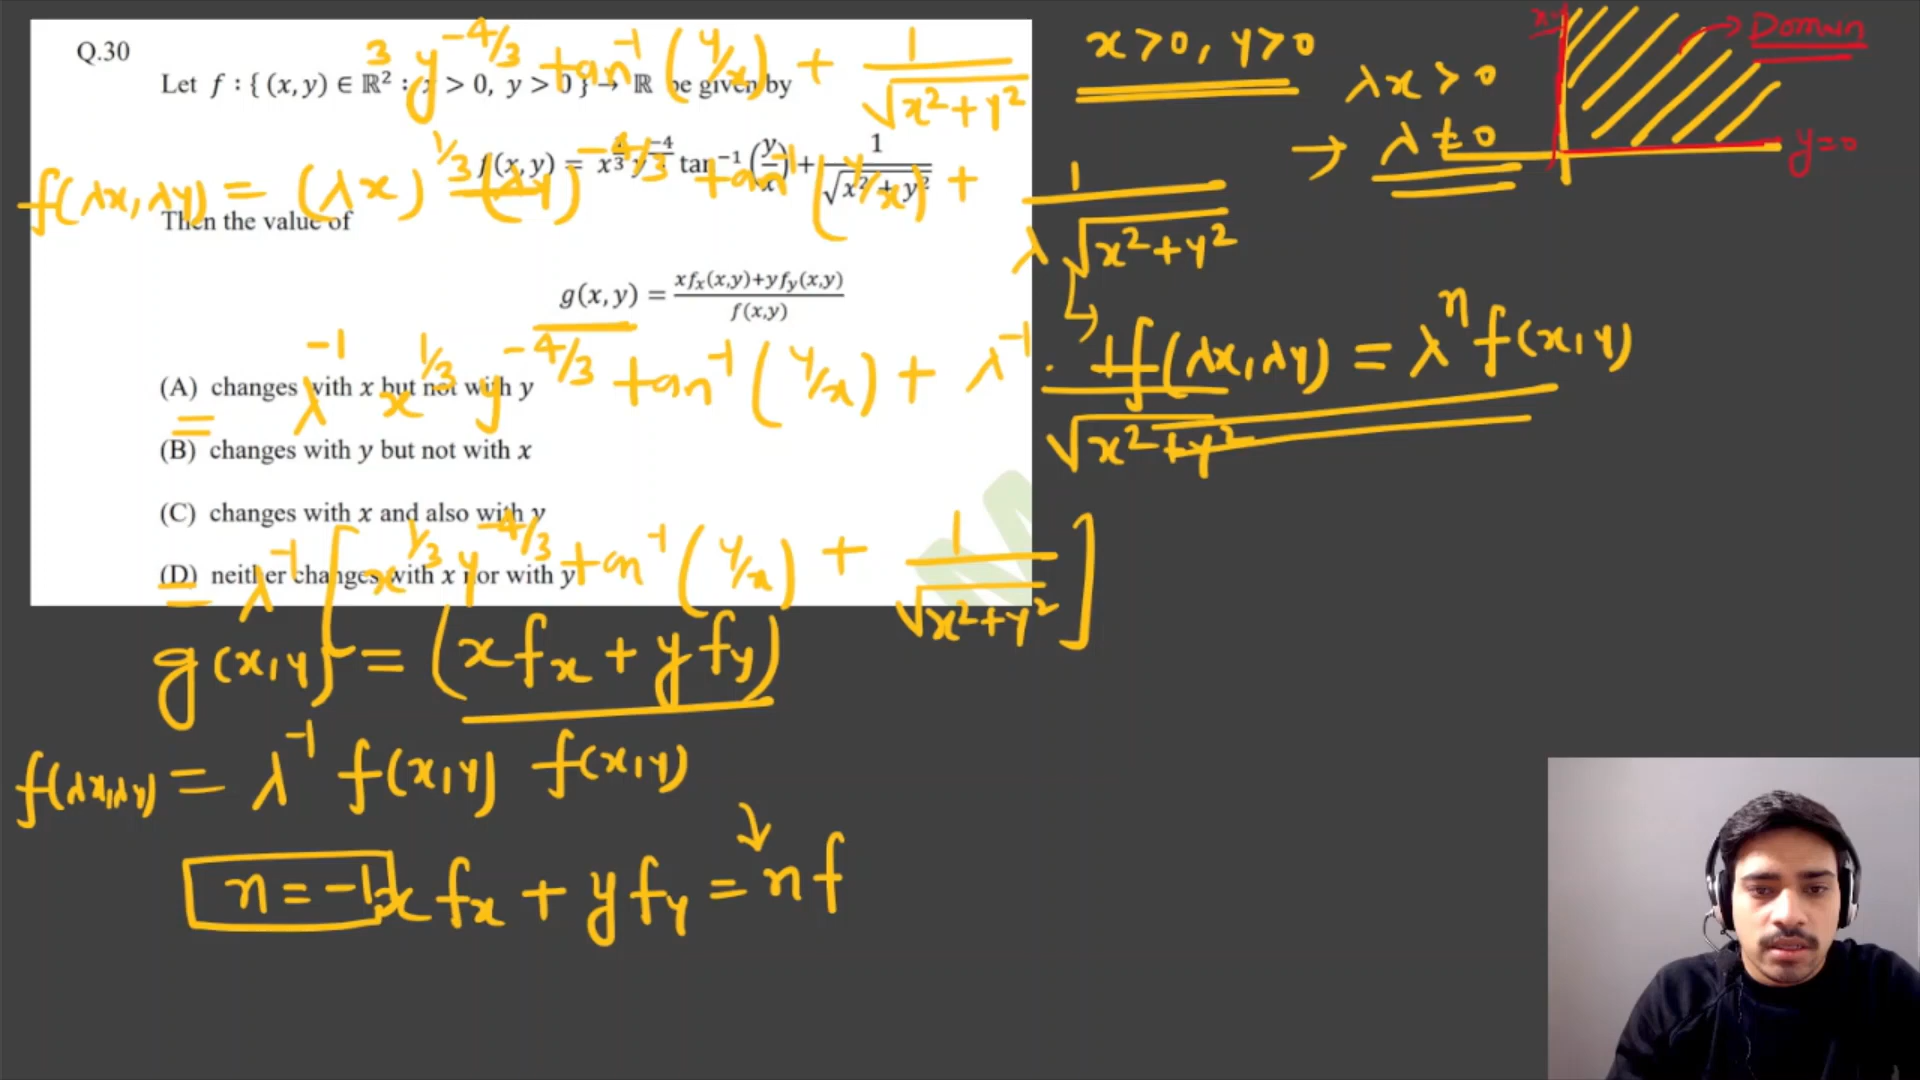 Q.30
Let f : { (x, y) ∈ ℝ² : x > 0, y > 0 } → ℝ be given by
f(x, y) = x^{1/3} y^{-4/3} tan⁻¹(y/x) + 1/√(x² + y²)
Then the value of
g(x, y) = (x f_x(x,y) + y f_y(x,y)) / f(x,y)
(A) changes with x but not with y
(B) changes with y but not with x
(C) changes with x and also with y
(D) neither changes with x nor with y
3 y^{-4/3} tan⁻¹(y/x) + 1/√(x²+y²)
f(λx, λy) = (λx)^{1/3} (λy)^{-4/3} tan⁻¹(y/x) + 1/(λ√(x²+y²))
= λ⁻¹ x^{1/3} y^{-4/3} tan⁻¹(y/x) + λ⁻¹ · 1/√(x²+y²)
= λ⁻¹ [x^{1/3} y^{-4/3} tan⁻¹(y/x) + 1/√(x²+y²)]
g(x,y) = (x f_x + y f_y)
f(x,y)
f(λx,λy) = λ⁻¹ f(x,y)
n = -1
x f_x + y f_y = n f
x>0, y>0
λx > 0
→ λ ≠ 0
f(λx, λy) = λⁿ f(x,y)
→ Domain
y=0